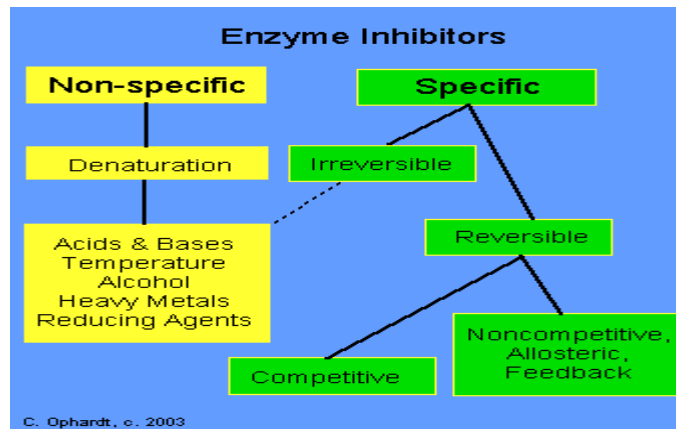 Enzyme Inhibitors
Non-specific
Specific
Denaturation
Irreversible
Acids & Bases
Temperature
Alcohol
Heavy Metals
Reducing Agents
Reversible
Competitive
Noncompetitive,
Allosteric,
Feedback
C. Ophardt, c. 2003